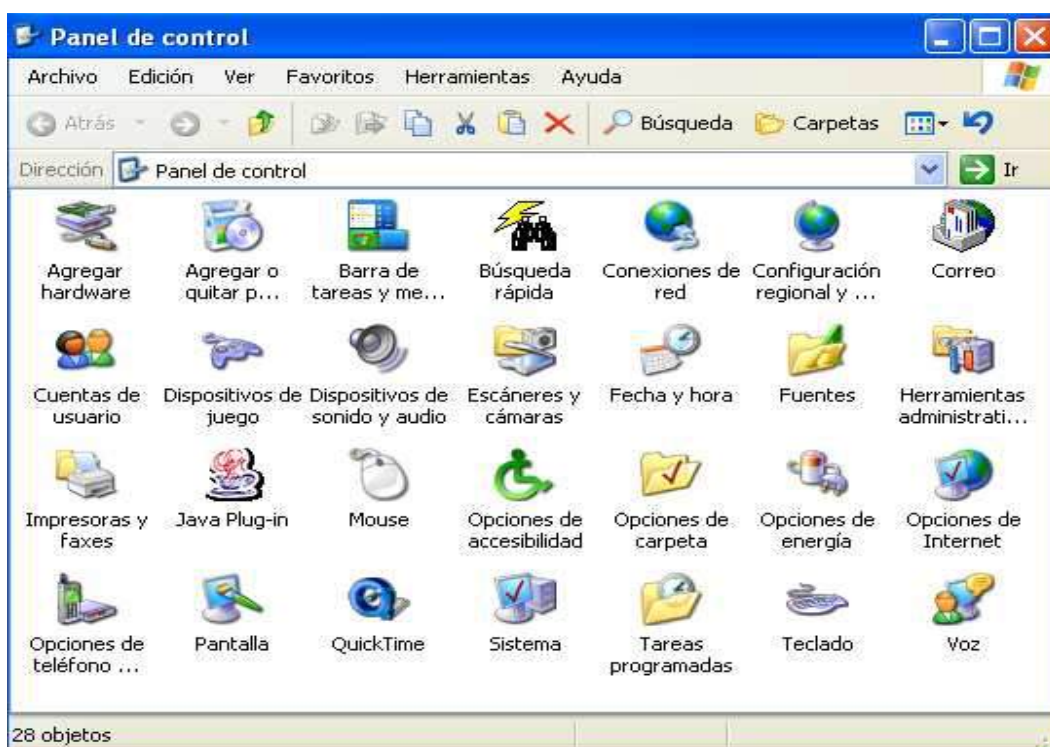 Panel de control
Archivo Edición Ver Favoritos Herramientas Ayuda
Atrás Búsqueda Carpetas
Dirección Panel de control Ir
Agregar hardware
Agregar o quitar p...
Barra de tareas y me...
Búsqueda rápida
Conexiones de red
Configuración regional y ...
Correo
Cuentas de usuario
Dispositivos de juego
Dispositivos de sonido y audio
Escáneres y cámaras
Fecha y hora
Fuentes
Herramientas administrati...
Impresoras y faxes
Java Plug-in
Mouse
Opciones de accesibilidad
Opciones de carpeta
Opciones de energía
Opciones de Internet
Opciones de teléfono ...
Pantalla
QuickTime
Sistema
Tareas programadas
Teclado
Voz
28 objetos